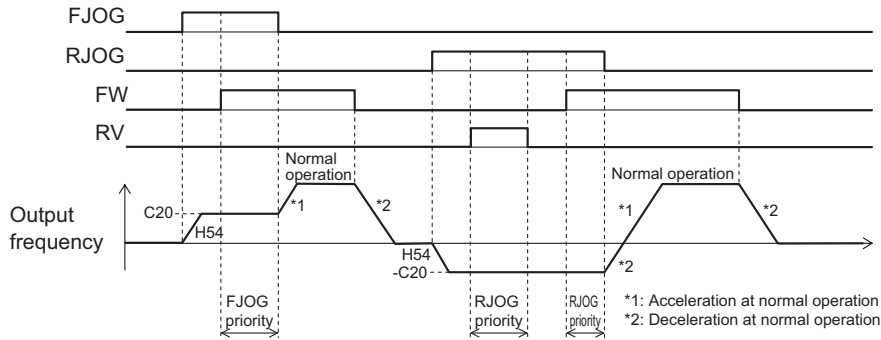 FJOG
RJOG
FW
RV
Normal
operation
Normal operation
Output
frequency
C20
H54
*1
*2
H54
-C20
*1
*2
*2
FJOG
priority
RJOG
priority
RJOG
priority
*1: Acceleration at normal operation
*2: Deceleration at normal operation